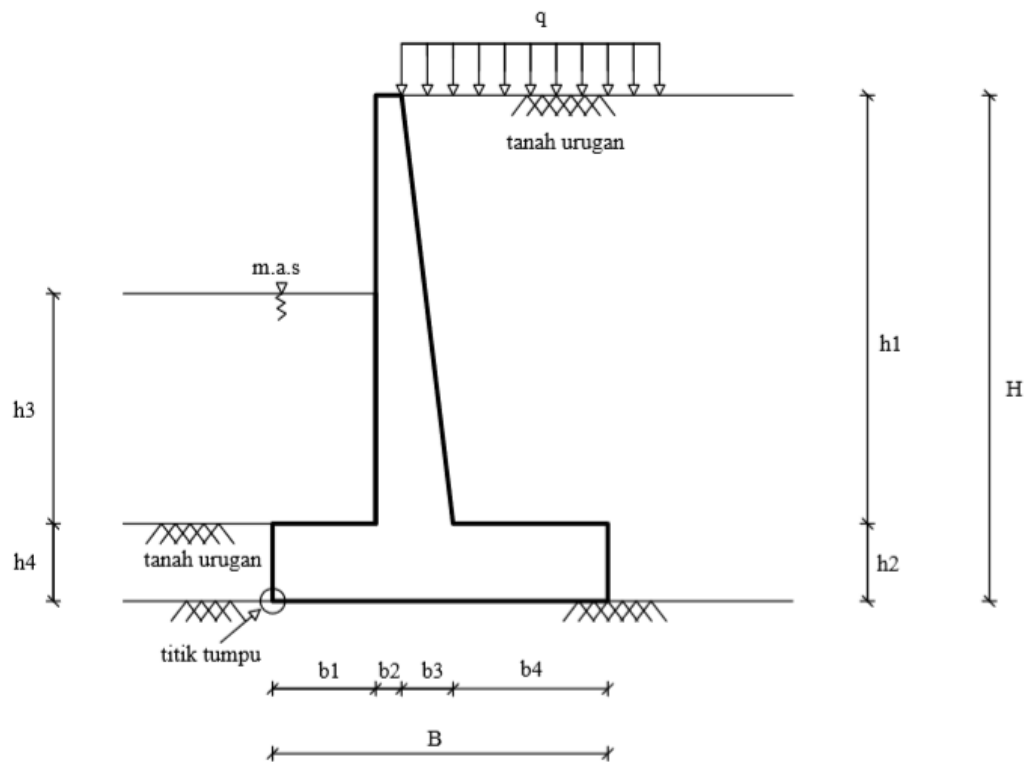 q
tanah urugan
m.a.s
h1
H
h3
tanah urugan
h4
h2
titik tumpu
b1
b2
b3
b4
B